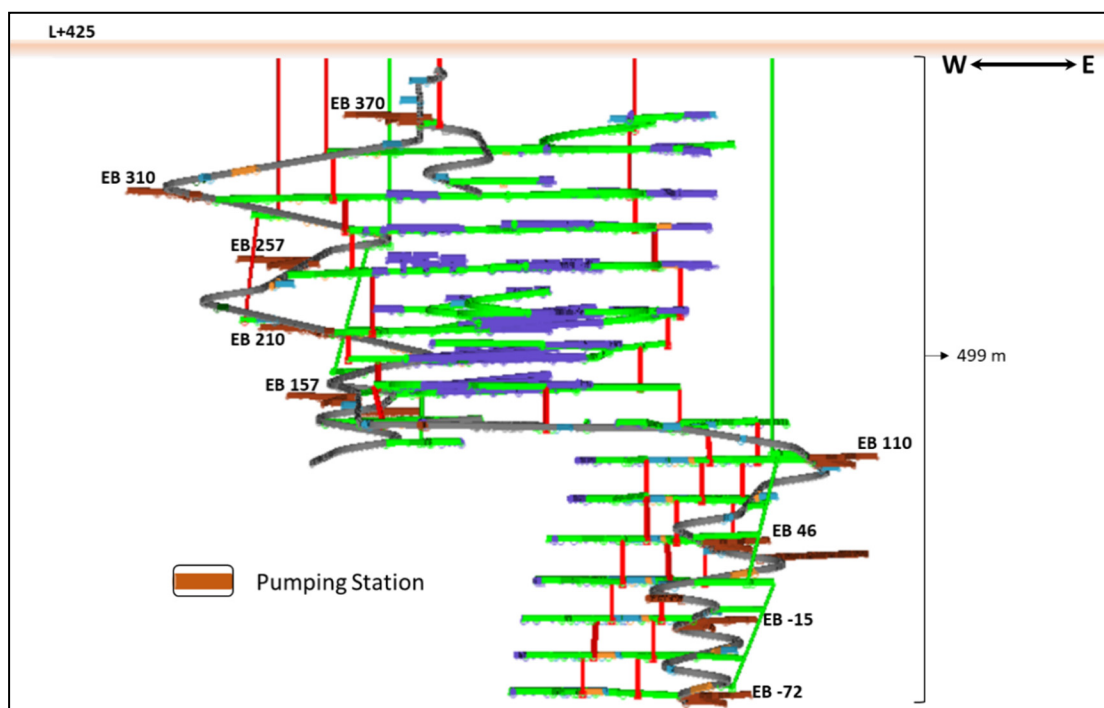 L+425
W E
EB 370
EB 310
EB 257
EB 210
499 m
EB 157
EB 110
EB 46
Pumping Station
EB -15
EB -72